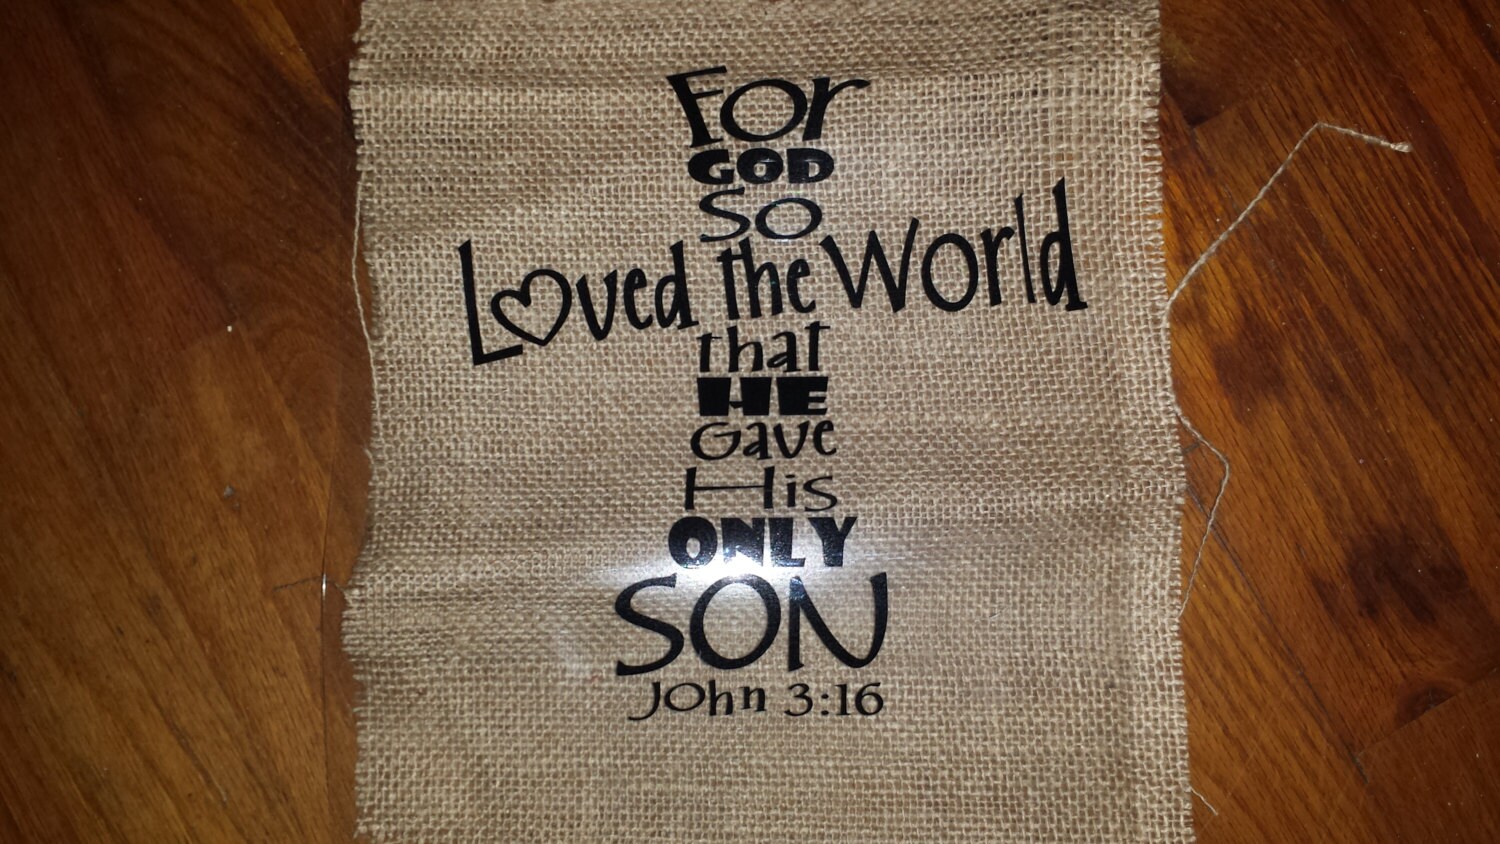 For
GOD
SO
Loved the World
that
HE
Gave
His
ONLY
SON
John 3:16